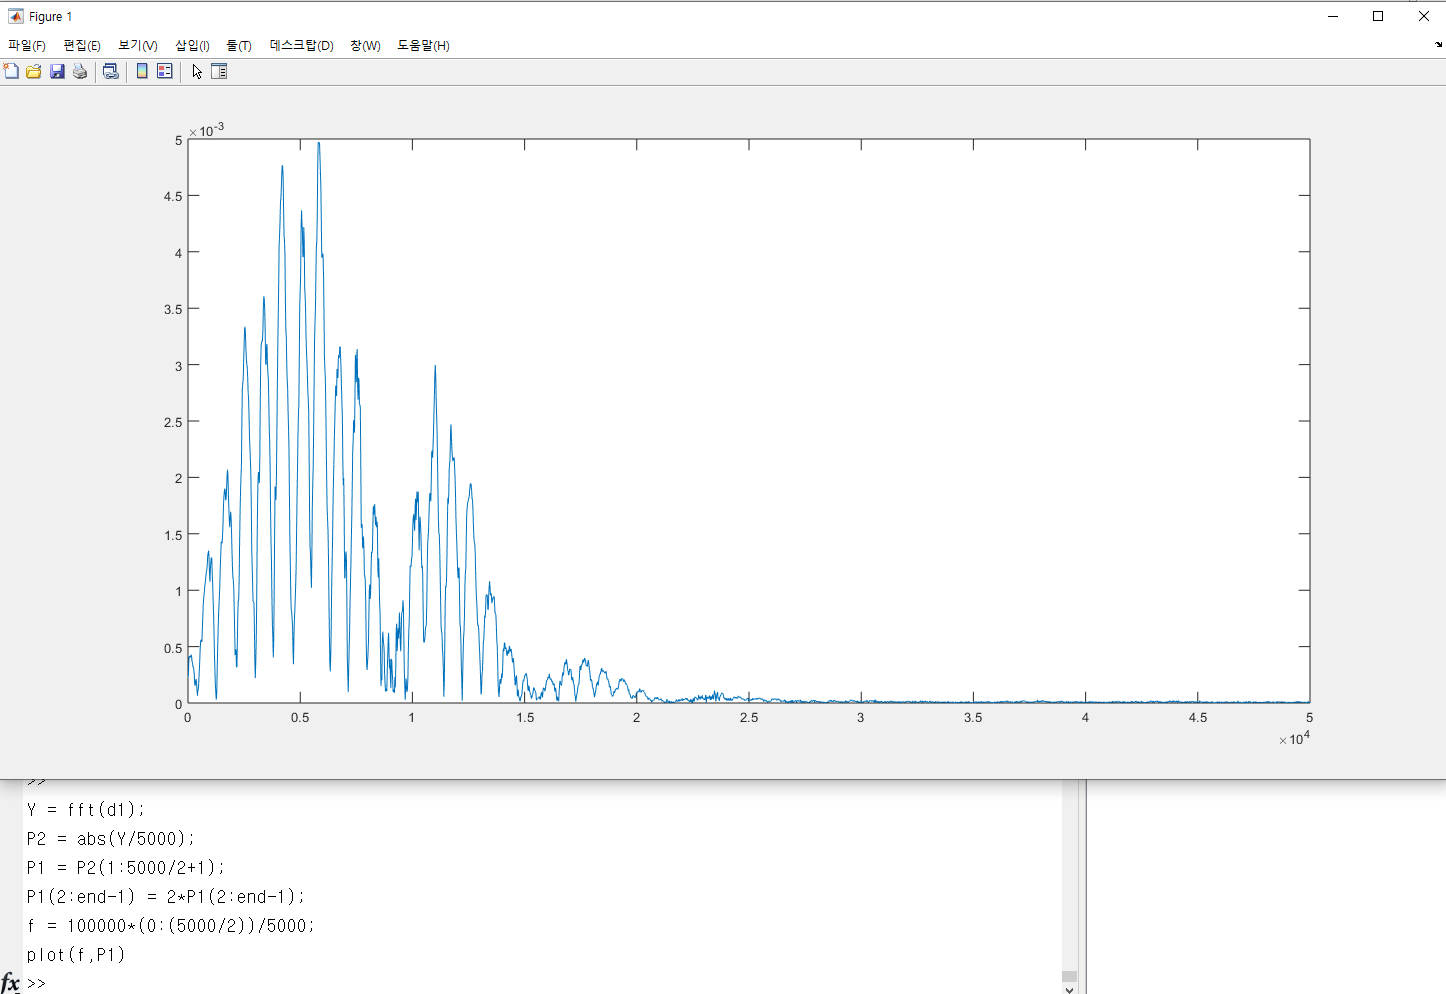 Figure 1
파일(F) 편집(E) 보기(V) 삽입(I) 툴(T) 데스크탑(D) 창(W) 도움말(H)
×10-3
5
4.5
4
3.5
3
2.5
2
1.5
1
0.5
0
0 0.5 1 1.5 2 2.5 3 3.5 4 4.5 5
×104
>>
Y = fft(d1);
P2 = abs(Y/5000);
P1 = P2(1:5000/2+1);
P1(2:end-1) = 2*P1(2:end-1);
f = 100000*(0:(5000/2))/5000;
plot(f,P1)
fx >>